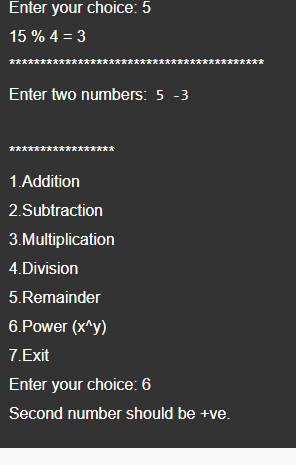 Enter your choice: 5
15 % 4 = 3
*****************************************
Enter two numbers: 5 -3
*****************
1.Addition
2.Subtraction
3.Multiplication
4.Division
5.Remainder
6.Power (x^y)
7.Exit
Enter your choice: 6
Second number should be +ve.